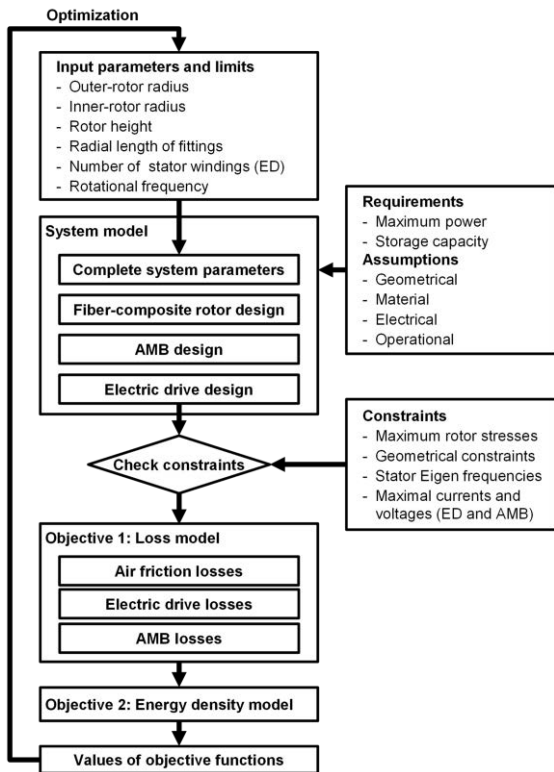 Optimization
Input parameters and limits
- Outer-rotor radius
- Inner-rotor radius
- Rotor height
- Radial length of fittings
- Number of stator windings (ED)
- Rotational frequency
Requirements
- Maximum power
- Storage capacity
Assumptions
- Geometrical
- Material
- Electrical
- Operational
System model
Complete system parameters
Fiber-composite rotor design
AMB design
Electric drive design
Constraints
- Maximum rotor stresses
- Geometrical constraints
- Stator Eigen frequencies
- Maximal currents and
voltages (ED and AMB)
Check constraints
Objective 1: Loss model
Air friction losses
Electric drive losses
AMB losses
Objective 2: Energy density model
Values of objective functions